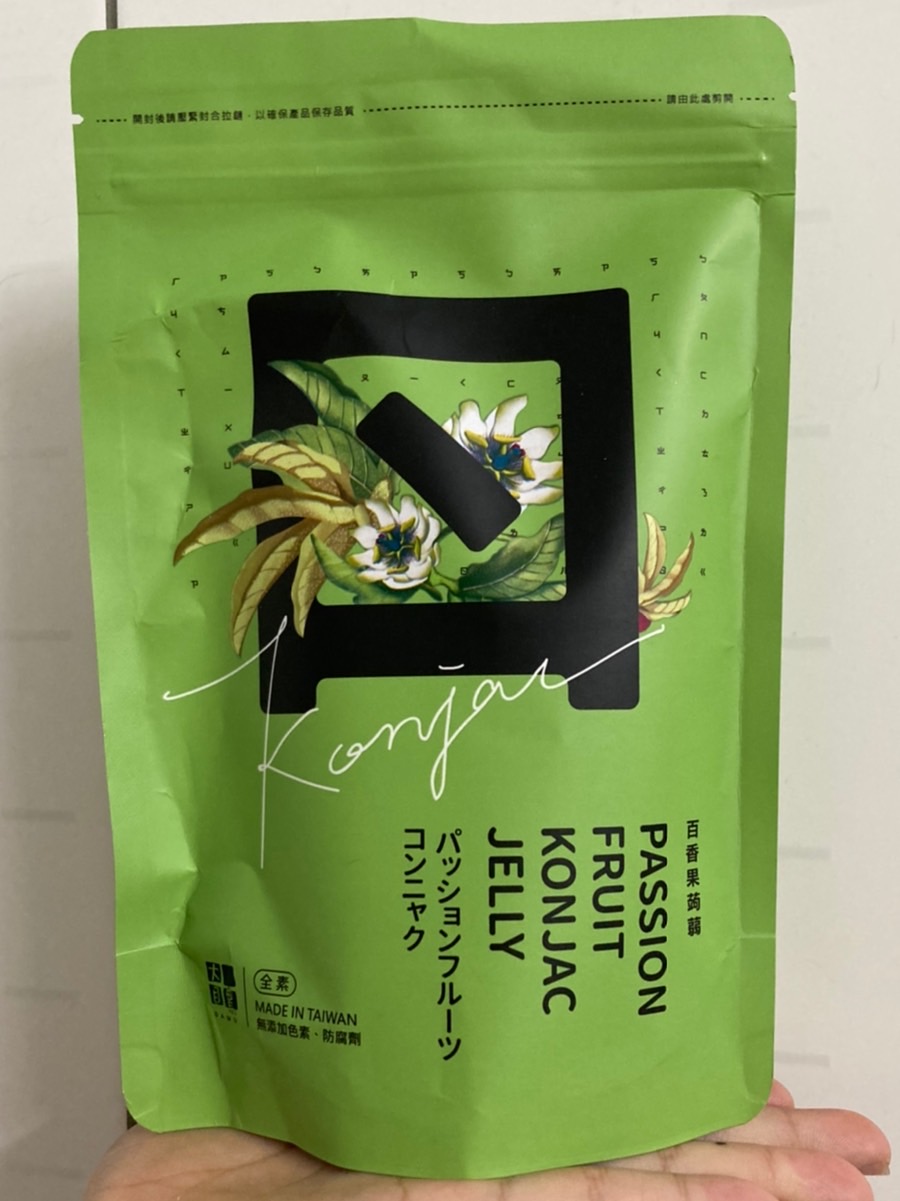 開封後請壓緊封合拉鏈，以確保產品保存品質
請由此處剪開
Konjac
百香果蒟蒻
PASSION
FRUIT
KONJAC
JELLY
パッションフルーツ
コンニャク
全素
MADE IN TAIWAN
無添加色素・防腐劑